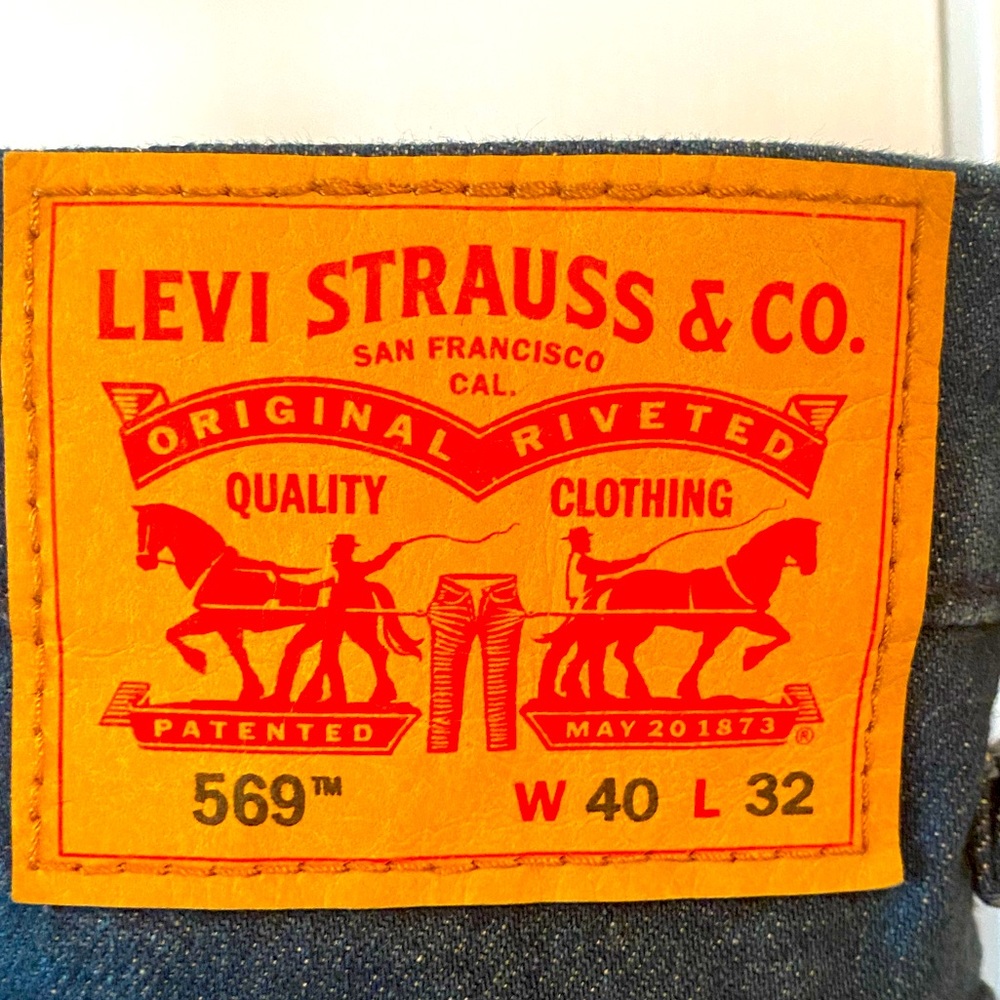 LEVI STRAUSS & CO.
SAN FRANCISCO
CAL.
ORIGINAL RIVETED
QUALITY CLOTHING
PATENTED MAY 20 1873 ®
569™ W 40 L 32